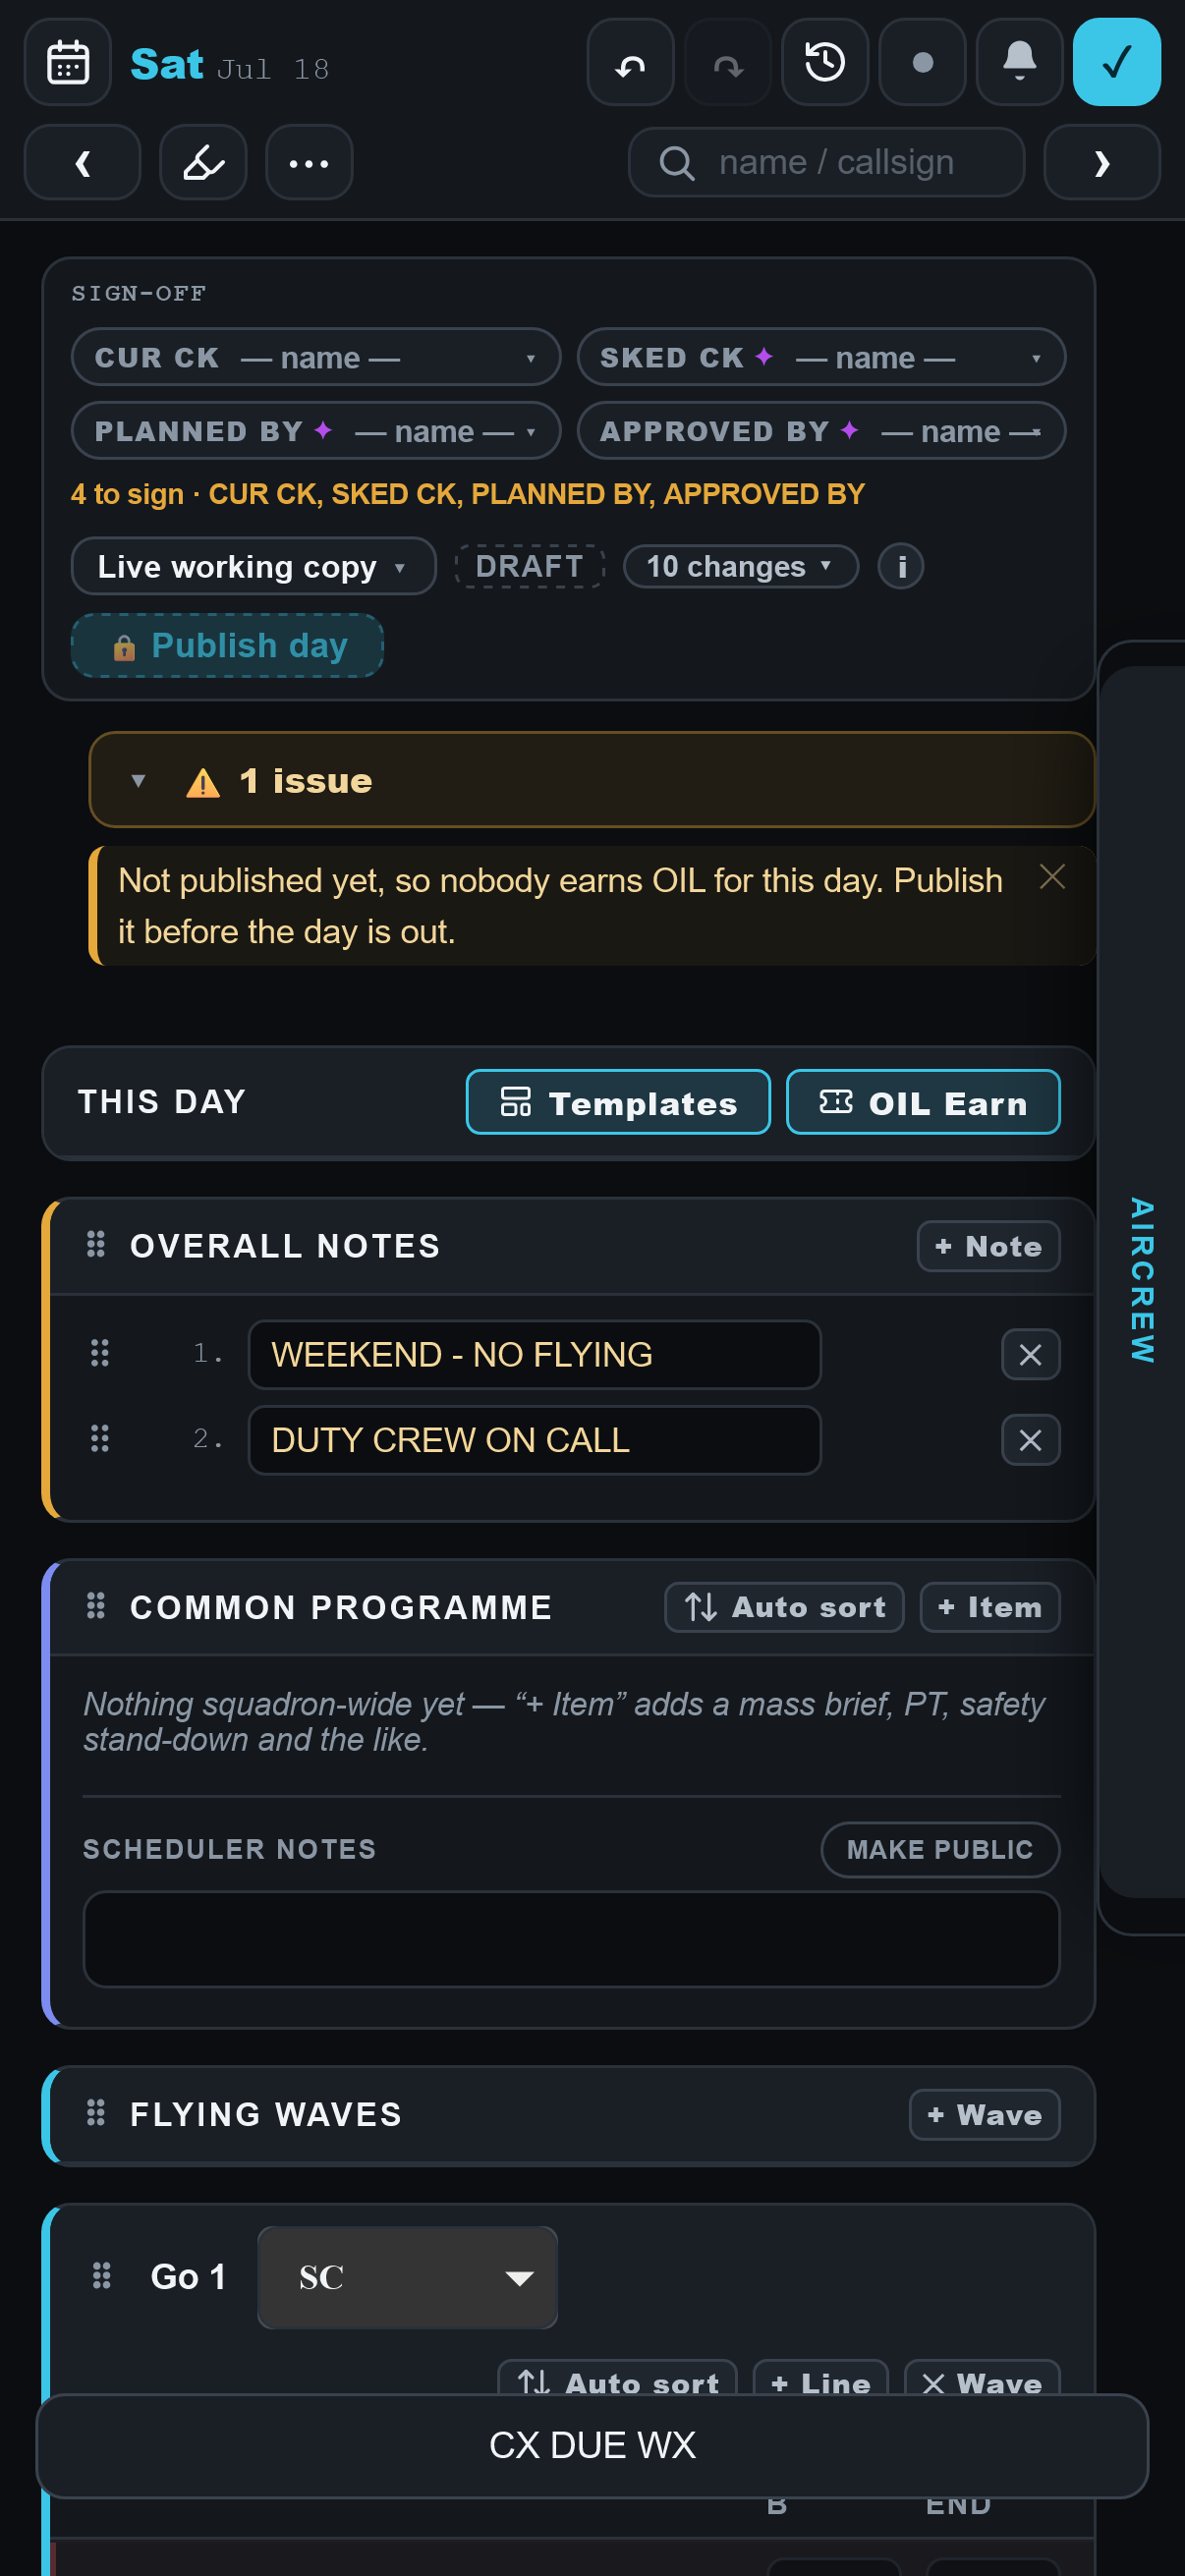 Sat Jul 18
name / callsign
SIGN-OFF
CUR CK — name —
SKED CK ✦ — name —
PLANNED BY ✦ — name —
APPROVED BY ✦ — name —
4 to sign · CUR CK, SKED CK, PLANNED BY, APPROVED BY
Live working copy
DRAFT
10 changes
i
Publish day
1 issue
Not published yet, so nobody earns OIL for this day. Publish
it before the day is out.
THIS DAY
Templates
OIL Earn
AIRCREW
OVERALL NOTES
+ Note
1. WEEKEND - NO FLYING
2. DUTY CREW ON CALL
COMMON PROGRAMME
Auto sort
+ Item
Nothing squadron-wide yet — “+ Item” adds a mass brief, PT, safety
stand-down and the like.
SCHEDULER NOTES
MAKE PUBLIC
FLYING WAVES
+ Wave
Go 1
SC
Auto sort
+ Line
× Wave
CX DUE WX
B
END